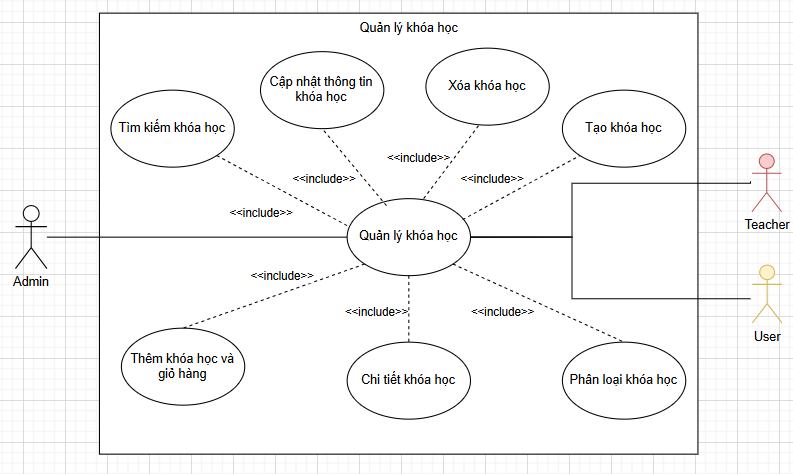 Quản lý khóa học
Cập nhật thông tin
khóa học
Xóa khóa học
Tìm kiếm khóa học
Tạo khóa học
<<include>>
<<include>>
<<include>>
<<include>>
Teacher
Quản lý khóa học
Admin
<<include>>
<<include>>
<<include>>
User
Thêm khóa học và
giỏ hàng
Chi tiết khóa học
Phân loại khóa học